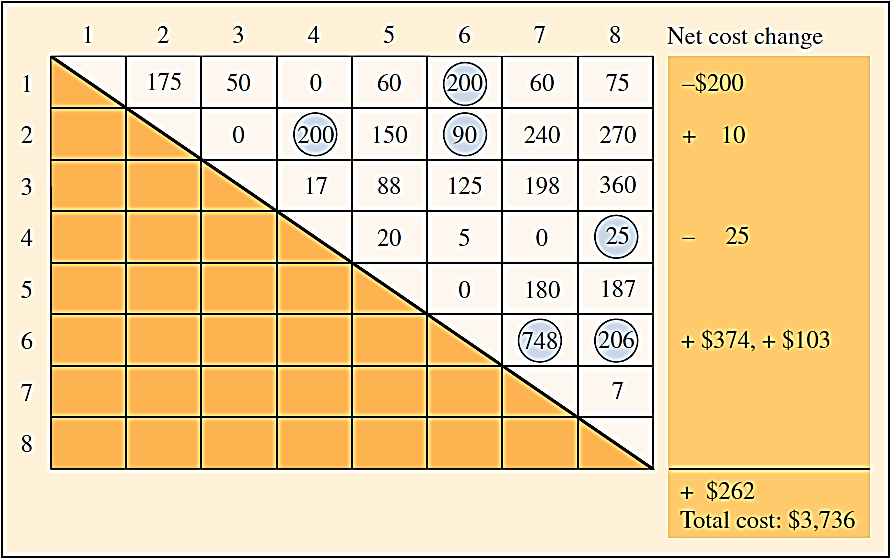 1 2 3 4 5 6 7 8 Net cost change
1 175 50 0 60 200 60 75 –$200
2 0 200 150 90 240 270 + 10
3 17 88 125 198 360
4 20 5 0 25 – 25
5 0 180 187
6 748 206 + $374, + $103
7 7
8
+ $262
Total cost: $3,736